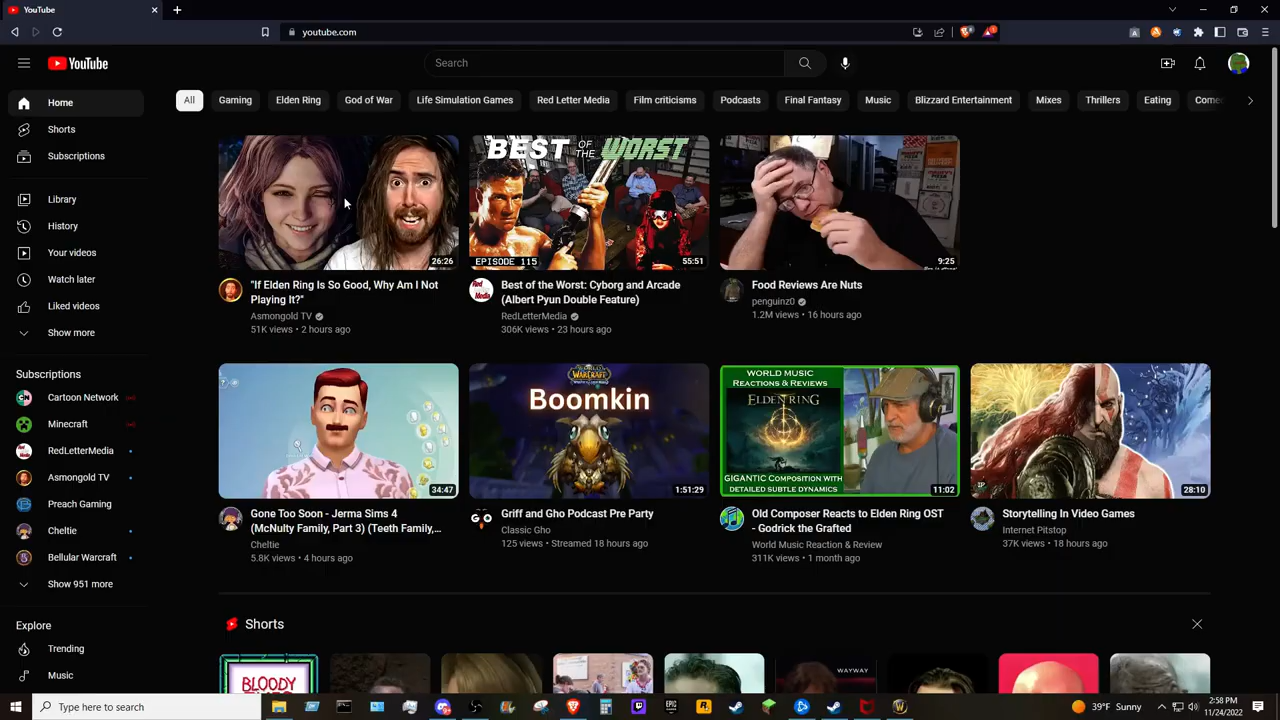 YouTube
youtube.com
YouTube
Search
Home
Shorts
Subscriptions
Library
History
Your videos
Watch later
Liked videos
Show more
Subscriptions
Cartoon Network
Minecraft
RedLetterMedia
Asmongold TV
Preach Gaming
Cheltie
Bellular Warcraft
Show 951 more
Explore
Trending
Music
All
Gaming
Elden Ring
God of War
Life Simulation Games
Red Letter Media
Film criticisms
Podcasts
Final Fantasy
Music
Blizzard Entertainment
Mixes
Thrillers
Eating
Come
26:26
"If Elden Ring Is So Good, Why Am I Not
Playing It?"
Asmongold TV
51K views • 2 hours ago
BEST OF THE WORST
EPISODE 115
55:51
Best of the Worst: Cyborg and Arcade
(Albert Pyun Double Feature)
RedLetterMedia
306K views • 23 hours ago
9:25
Food Reviews Are Nuts
penguinz0
1.2M views • 16 hours ago
34:47
Gone Too Soon - Jerma Sims 4
(McNulty Family, Part 3) (Teeth Family,...
Cheltie
5.8K views • 4 hours ago
WORLD
WARCRAFT
Boomkin
1:51:29
Griff and Gho Podcast Pre Party
Classic Gho
125 views • Streamed 18 hours ago
WORLD MUSIC
REACTIONS & REVIEWS
ELDEN RING
GIGANTIC COMPOSITION WITH
DETAILED SUBTLE DYNAMICS
11:02
Old Composer Reacts to Elden Ring OST
- Godrick the Grafted
World Music Reaction & Review
311K views • 1 month ago
IP
28:10
Storytelling In Video Games
Internet Pitstop
37K views • 18 hours ago
Shorts
BLOODY
WAYWAY
Type here to search
39°F Sunny
2:58 PM
11/24/2022